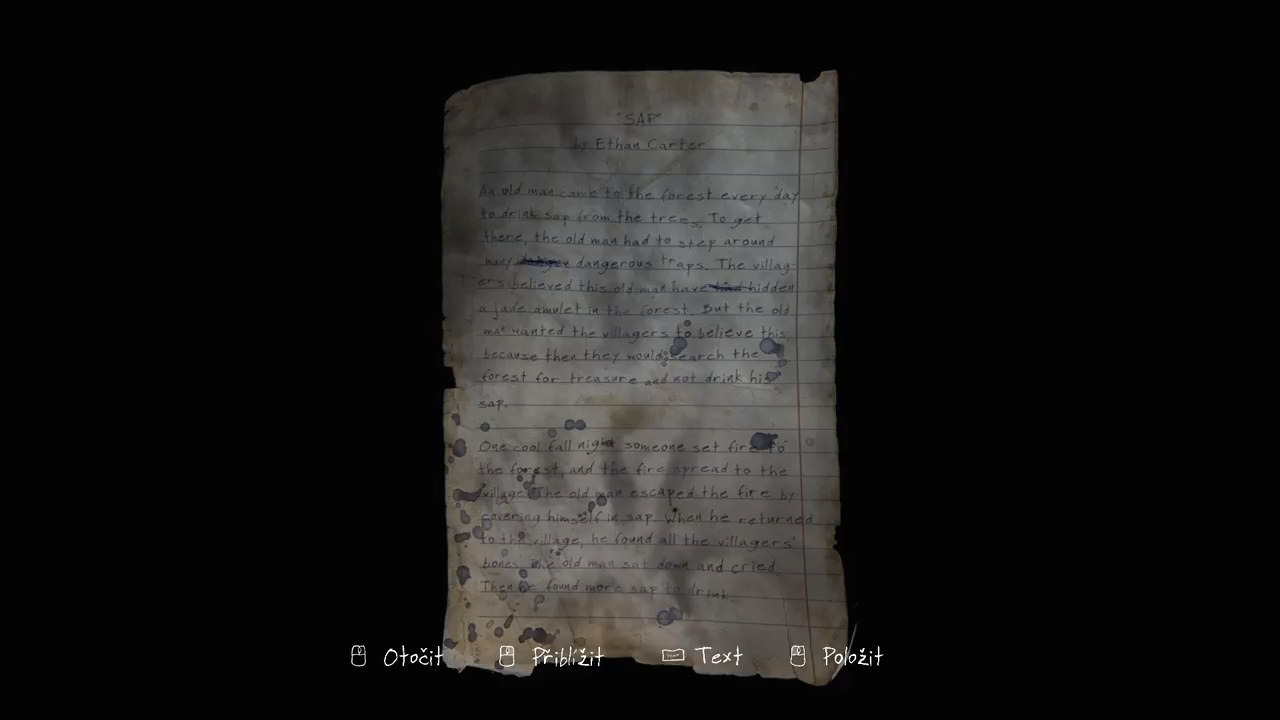 "SAP"
by Ethan Carter
An old man came to the forest every day
to drink sap from the trees. To get
there, the old man had to step around
many dangerous traps. The villag-
ers believed this old man have had hidden
a jade amulet in the forest. But the old
man wanted the villagers to believe this,
because then they would search the
forest for treasure and not drink his
sap.
One cool fall night someone set fire to
the forest, and the fire spread to the
village. The old man escaped the fire by
covering himself in sap. When he returned
to the village, he found all the villagers'
bones. The old man sat down and cried.
Then he found more sap to drink.
Otočit Přiblížit Text Položit